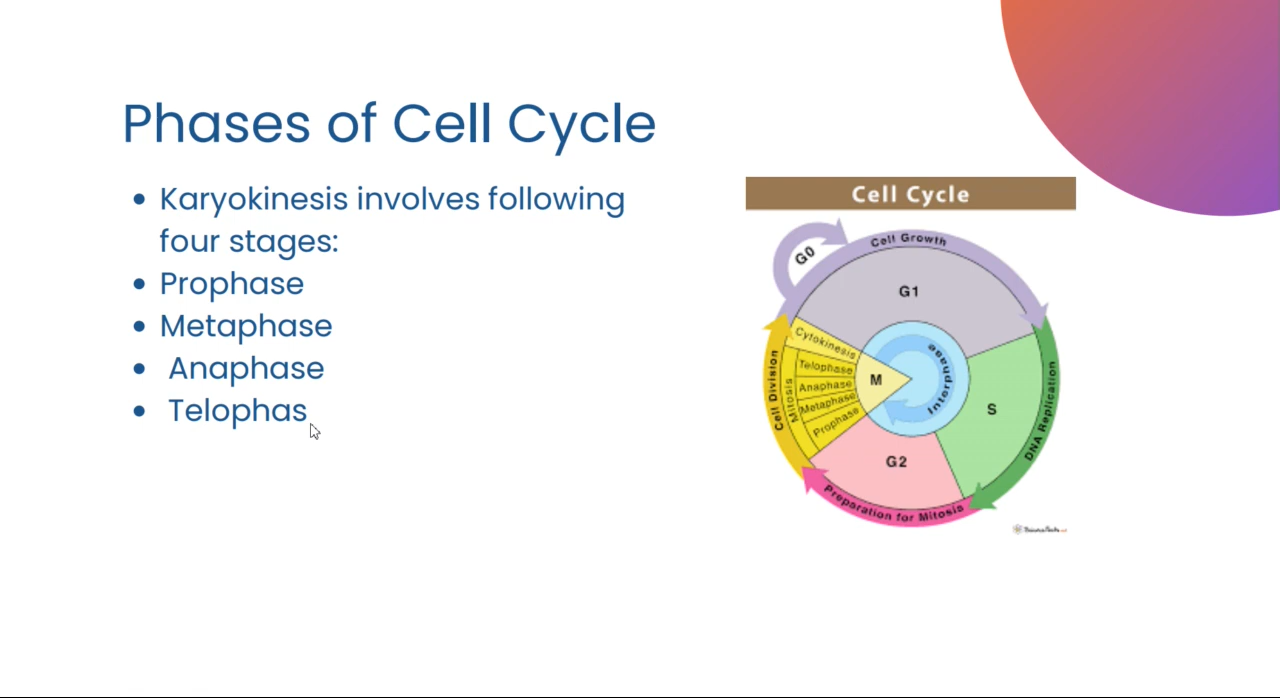 Phases of Cell Cycle
• Karyokinesis involves following
four stages:
• Prophase
• Metaphase
• Anaphase
• Telophas
Cell Cycle
G0
Cell Growth
G1
Cytokinesis
Telophase
Anaphase
Metaphase
Prophase
Mitosis
Cell Division
M
Interphase
S
DNA Replication
G2
Preparation for Mitosis